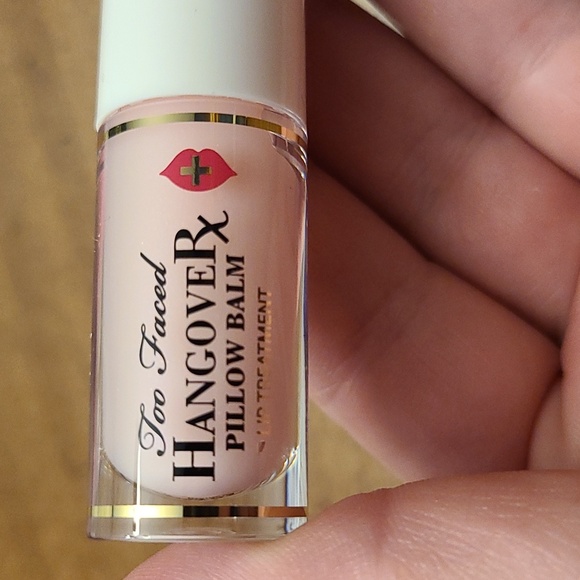 Too Faced
HANGOVERX
PILLOW BALM
LIP TREATMENT